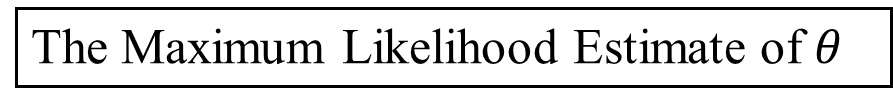 The Maximum Likelihood Estimate of θ